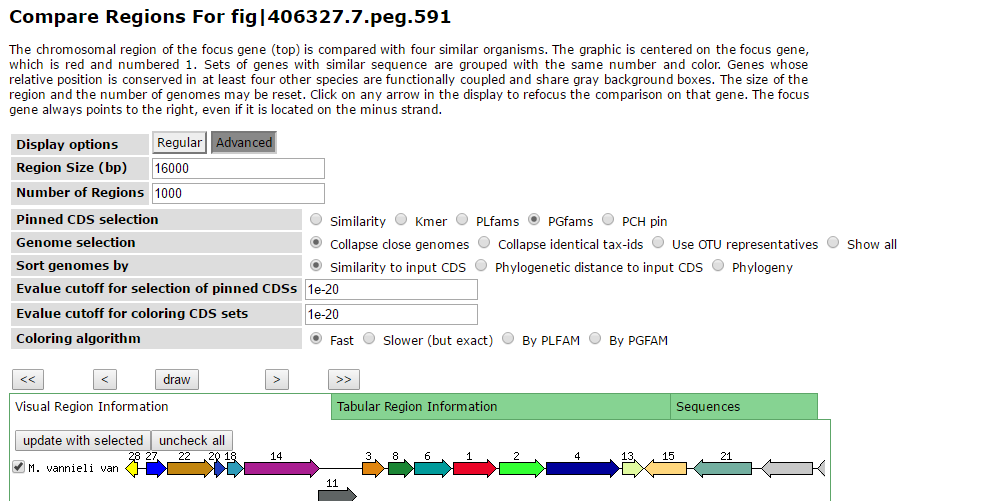 Compare Regions For fig|406327.7.peg.591
The chromosomal region of the focus gene (top) is compared with four similar organisms. The graphic is centered on the focus gene,
which is red and numbered 1. Sets of genes with similar sequence are grouped with the same number and color. Genes whose
relative position is conserved in at least four other species are functionally coupled and share gray background boxes. The size of the
region and the number of genomes may be reset. Click on any arrow in the display to refocus the comparison on that gene. The focus
gene always points to the right, even if it is located on the minus strand.
Display options Regular Advanced
Region Size (bp) 16000
Number of Regions 1000
Pinned CDS selection Similarity Kmer PLfams PGfams PCH pin
Genome selection Collapse close genomes Collapse identical tax-ids Use OTU representatives Show all
Sort genomes by Similarity to input CDS Phylogenetic distance to input CDS Phylogeny
Evalue cutoff for selection of pinned CDSs 1e-20
Evalue cutoff for coloring CDS sets 1e-20
Coloring algorithm Fast Slower (but exact) By PLFAM By PGFAM
<< < draw > >>
Visual Region Information Tabular Region Information Sequences
update with selected uncheck all
28 27 22 20 18 14 3 8 6 1 2 4 13 15 21
M. vannieli van
11